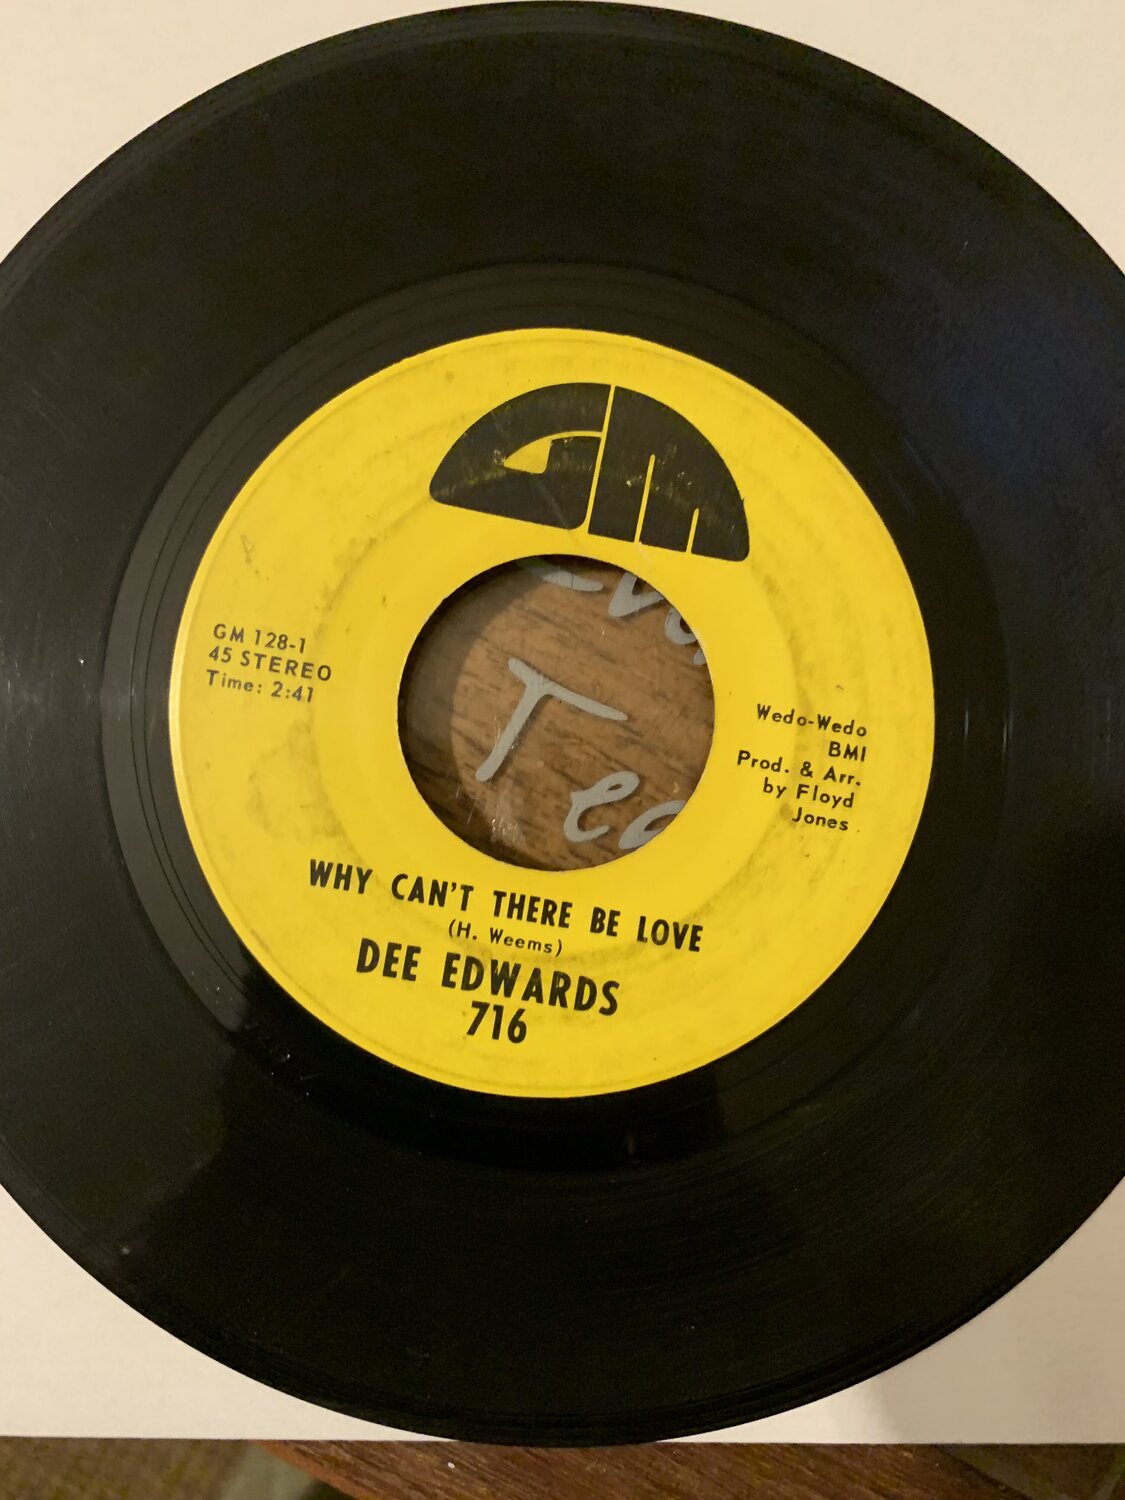 GM
GM 128-1
45 STEREO
Time: 2:41
Wedo-Wedo
BMI
Prod. & Arr.
by Floyd
Jones
WHY CAN'T THERE BE LOVE
(H. Weems)
DEE EDWARDS
716